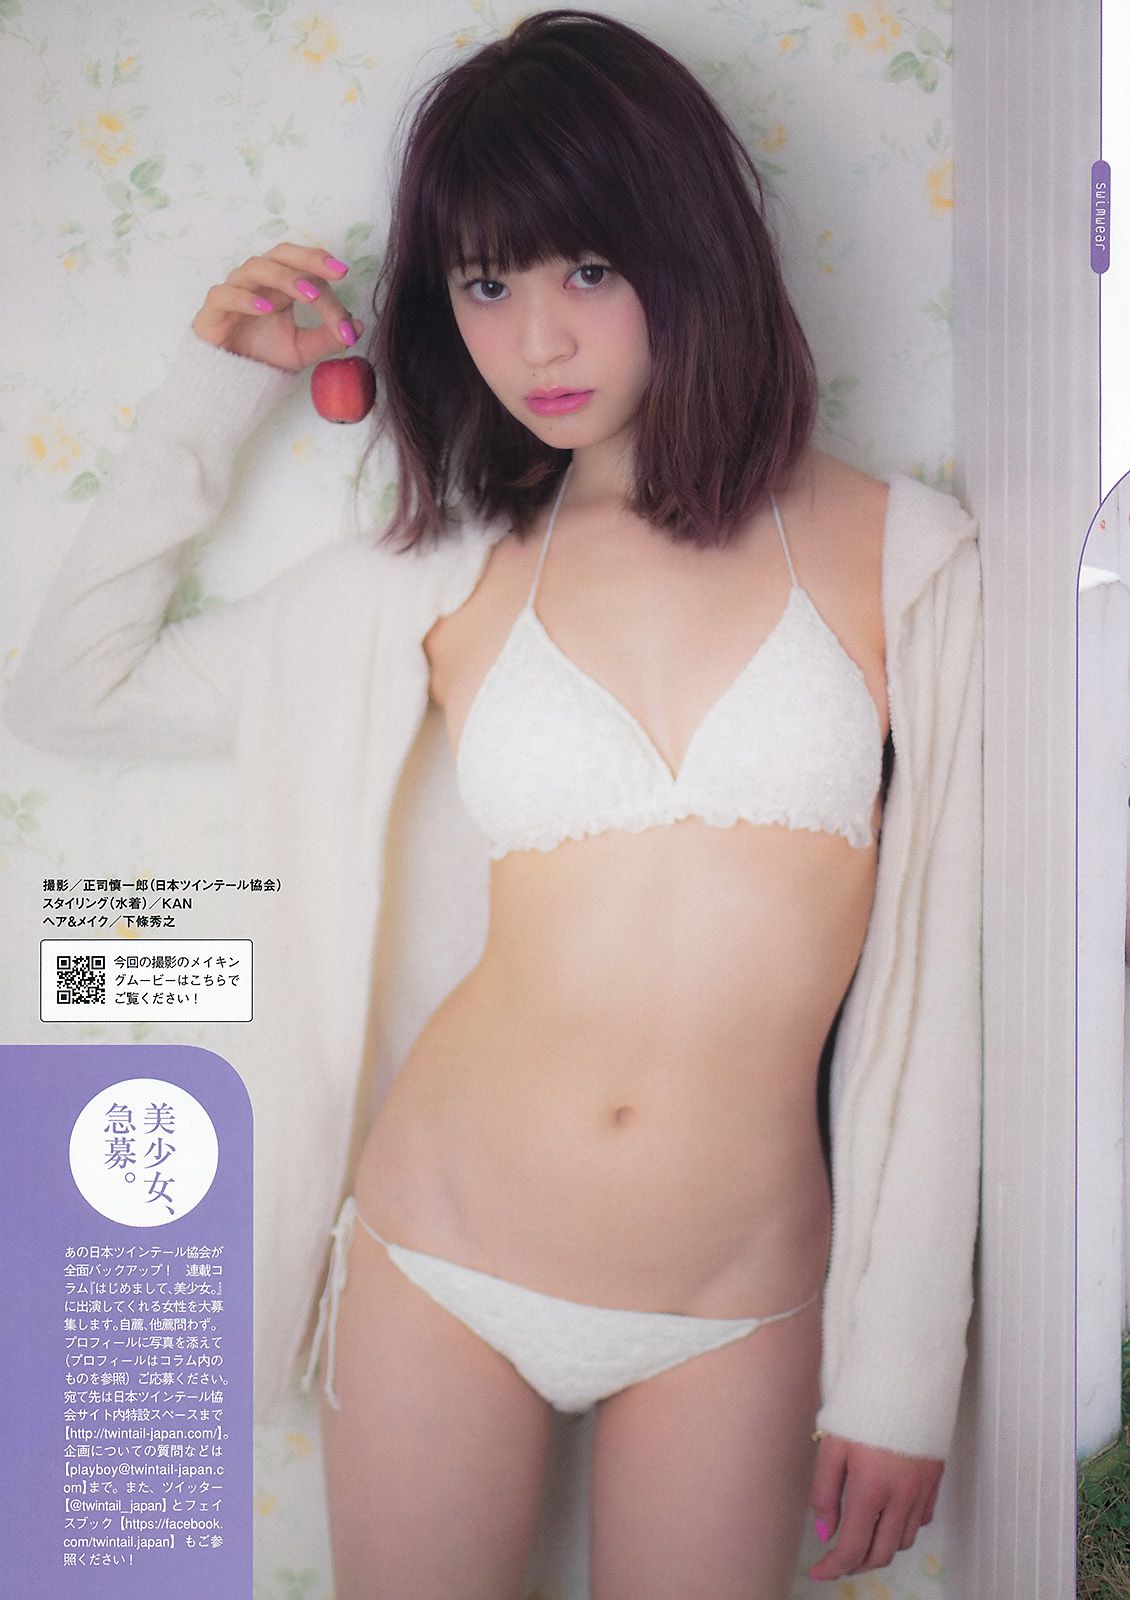 swimwear
撮影／正司慎一郎（日本ツインテール協会）
スタイリング（水着）／KAN
ヘア&メイク／下條秀之
今回の撮影のメイキン
グムービーはこちらで
ご覧ください！
美少女、
急募。
あの日本ツインテール協会が
全面バックアップ！　連載コ
ラム『はじめまして、美少女。』
に出演してくれる女性を大募
集します。自薦、他薦問わず。
プロフィールに写真を添えて
（プロフィールはコラム内の
ものを参照）ご応募ください。
宛て先は日本ツインテール協
会サイト内特設スペースまで
【http://twintail-japan.com/】。
企画についての質問などは
【playboy@twintail-japan.c
om】まで。また、ツイッター
【@twintail_japan】とフェイ
スブック【https://facebook.
com/twintail.japan】もご参
照ください！